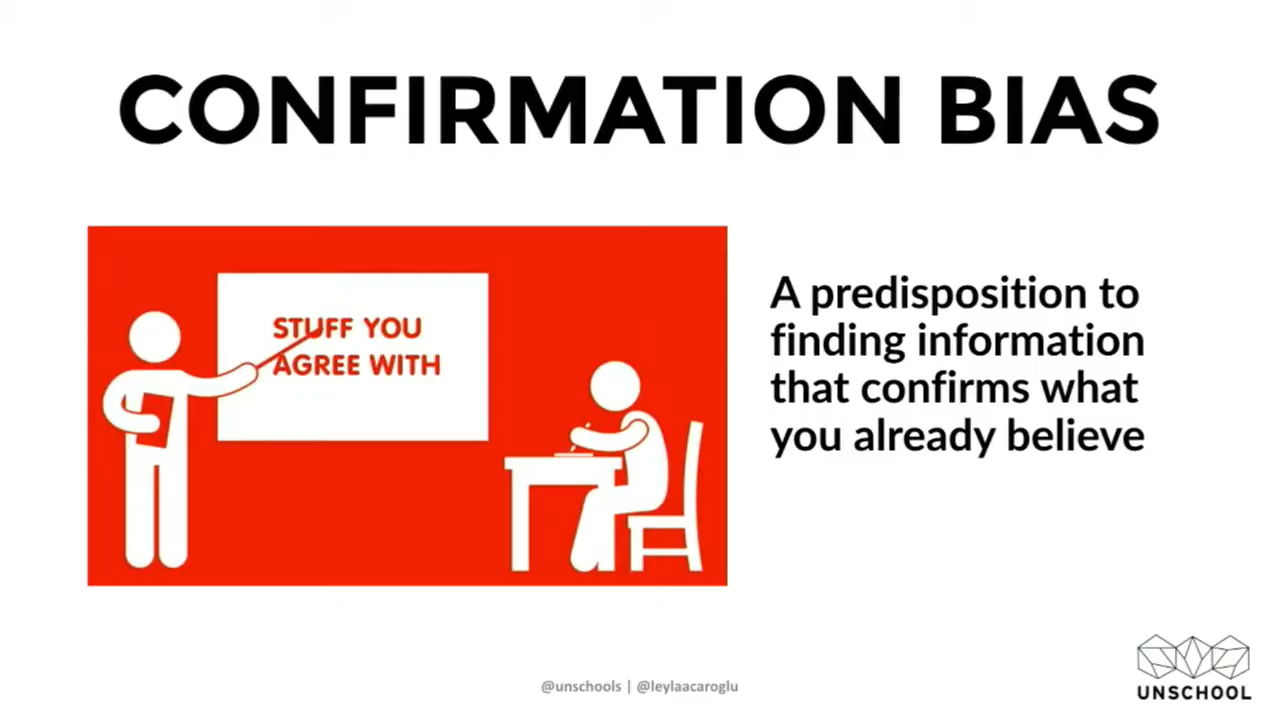 CONFIRMATION BIAS
STUFF YOU
AGREE WITH
A predisposition to
finding information
that confirms what
you already believe
@unschools | @leylaacaroglu
UNSCHOOL